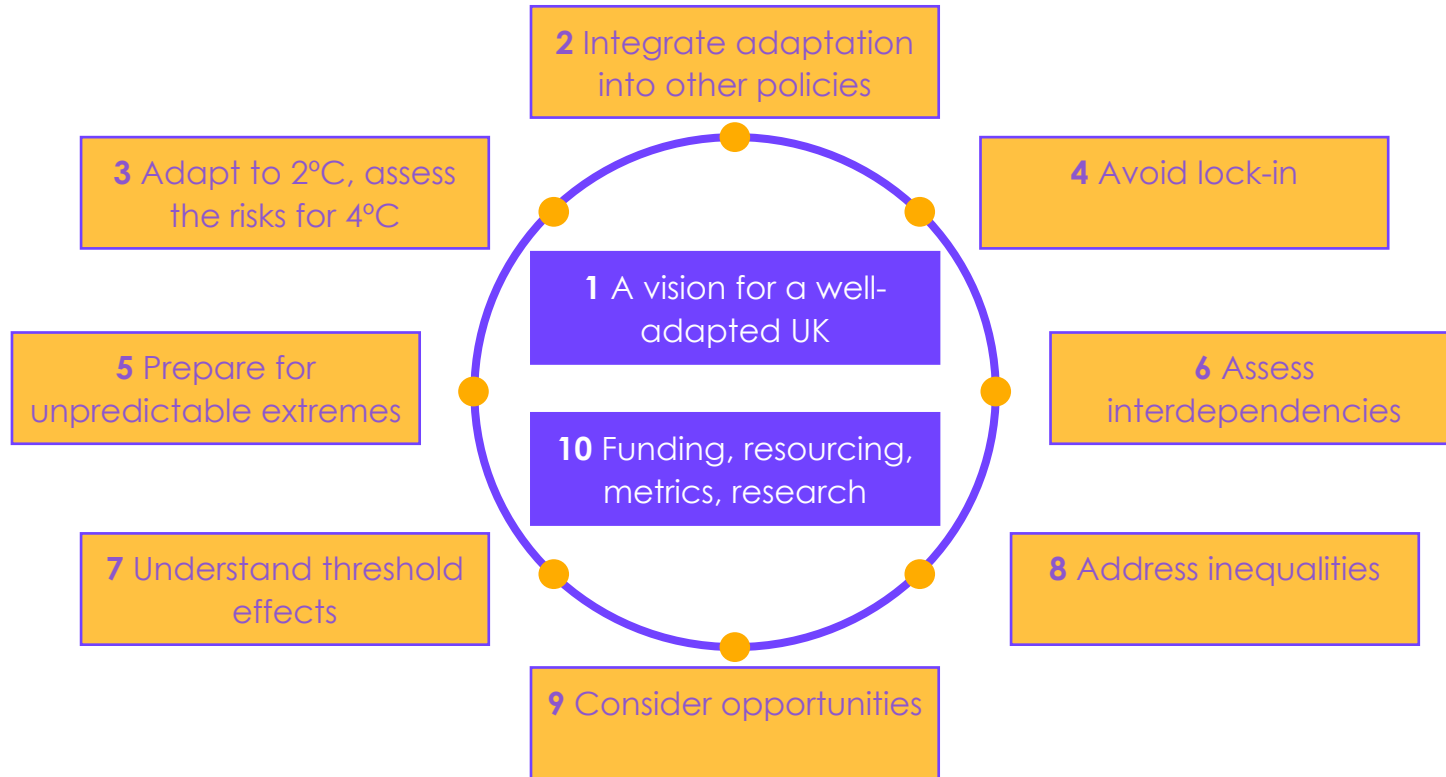 2 Integrate adaptation
into other policies
3 Adapt to 2ºC, assess
the risks for 4ºC
4 Avoid lock-in
1 A vision for a well-
adapted UK
5 Prepare for
unpredictable extremes
6 Assess
interdependencies
10 Funding, resourcing,
metrics, research
7 Understand threshold
effects
8 Address inequalities
9 Consider opportunities